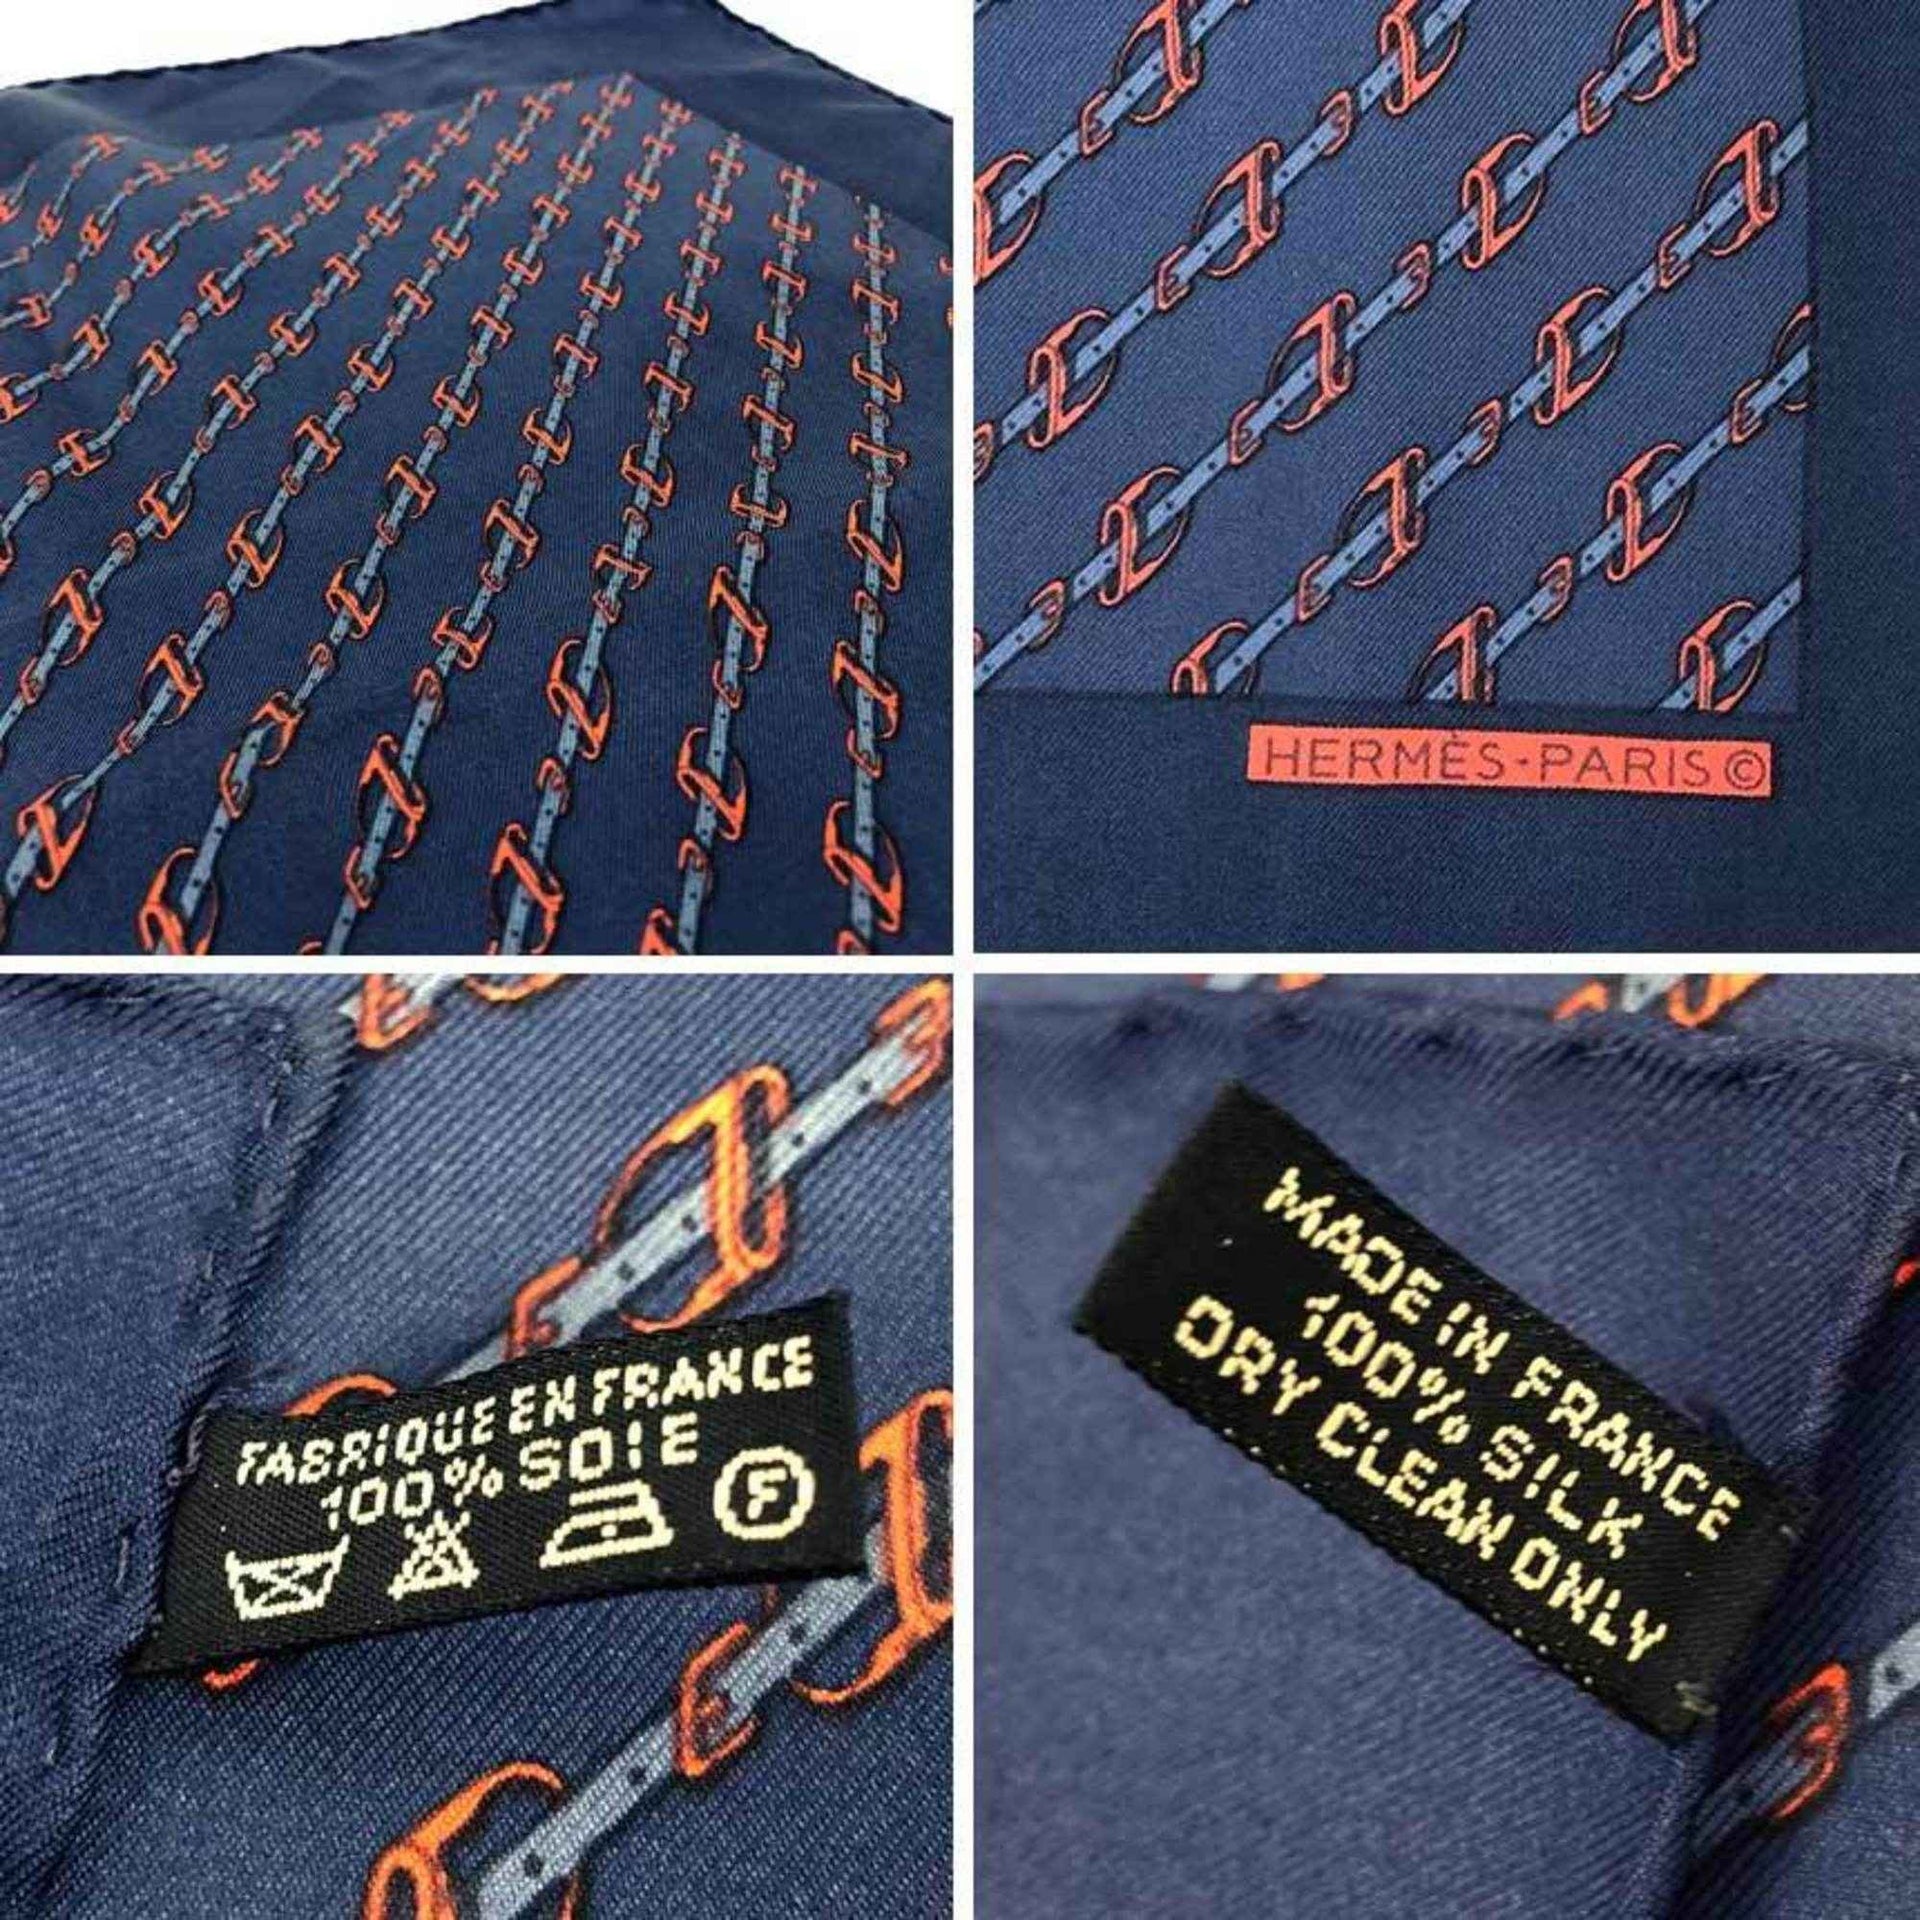 HERMÈS-PARIS©
FABRIQUE EN FRANCE
100% SOIE
F
MADE IN FRANCE
100% SILK
DRY CLEAN ONLY